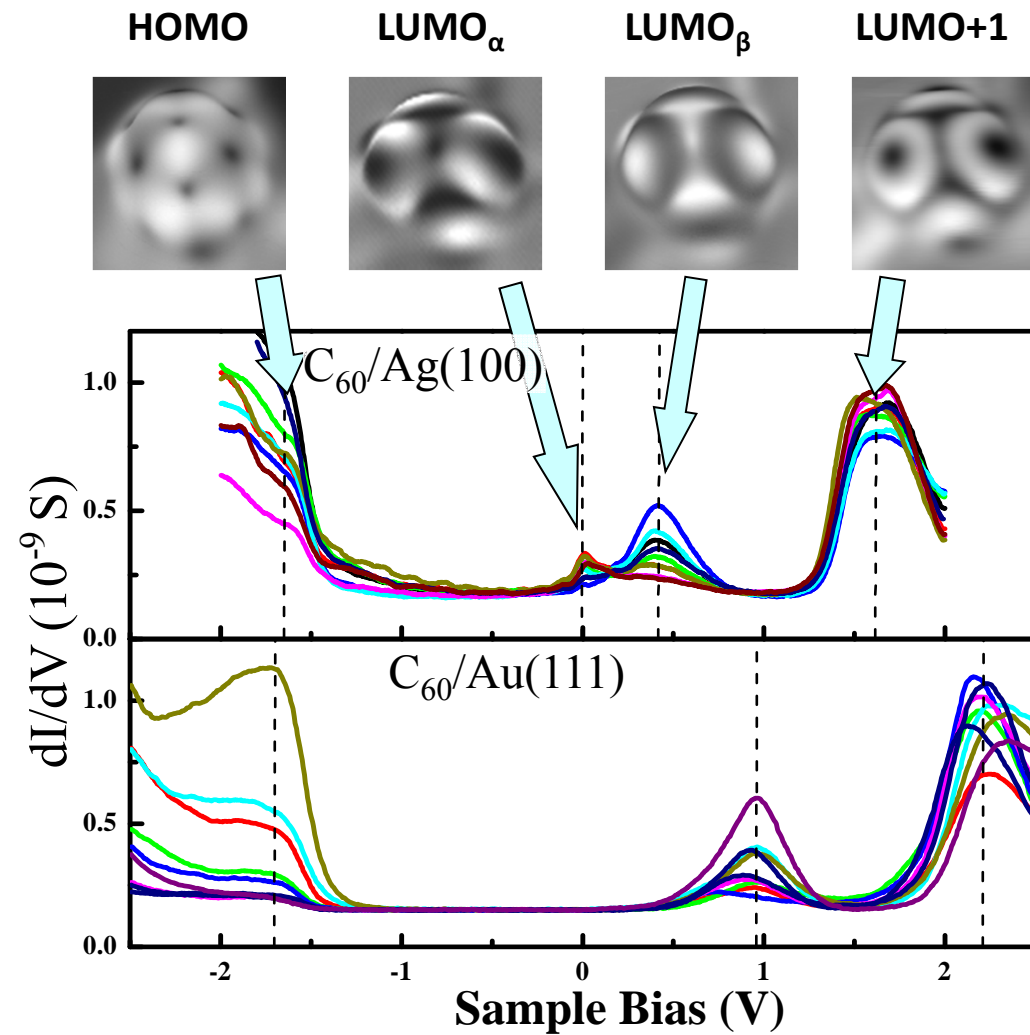 HOMO LUMOα LUMOβ LUMO+1
C60/Ag(100)
1.0
0.5
0.0
C60/Au(111)
1.0
0.5
0.0
dI/dV (10-9 S)
-2 -1 0 1 2
Sample Bias (V)